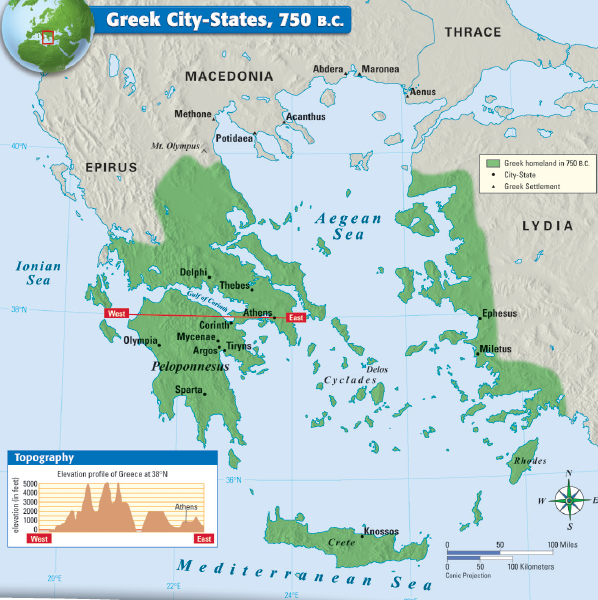 Greek City-States, 750 B.C.
THRACE
MACEDONIA
Abdera
Maronea
Aenus
Methone
Acanthus
Potidaea
Mt. Olympus
40°N
EPIRUS
Greek homeland in 750 B.C.
City-State
Greek Settlement
Aegean
Sea
LYDIA
Ionian
Sea
Delphi
Thebes
Gulf of Corinth
38°N
West
Athens
East
Ephesus
Corinth
Mycenae
Olympia
Argos
Tiryns
Miletus
Peloponnesus
Delos
Cyclades
Sparta
Topography
Elevation profile of Greece at 38°N
elevation (in feet)
5000
4000
3000
2000
1000
0
Athens
West
East
36°N
Rhodes
N
W
E
S
Knossos
Crete
0 50 100 Miles
0 50 100 Kilometers
Conic Projection
Mediterranean Sea
20°E
22°E
24°E